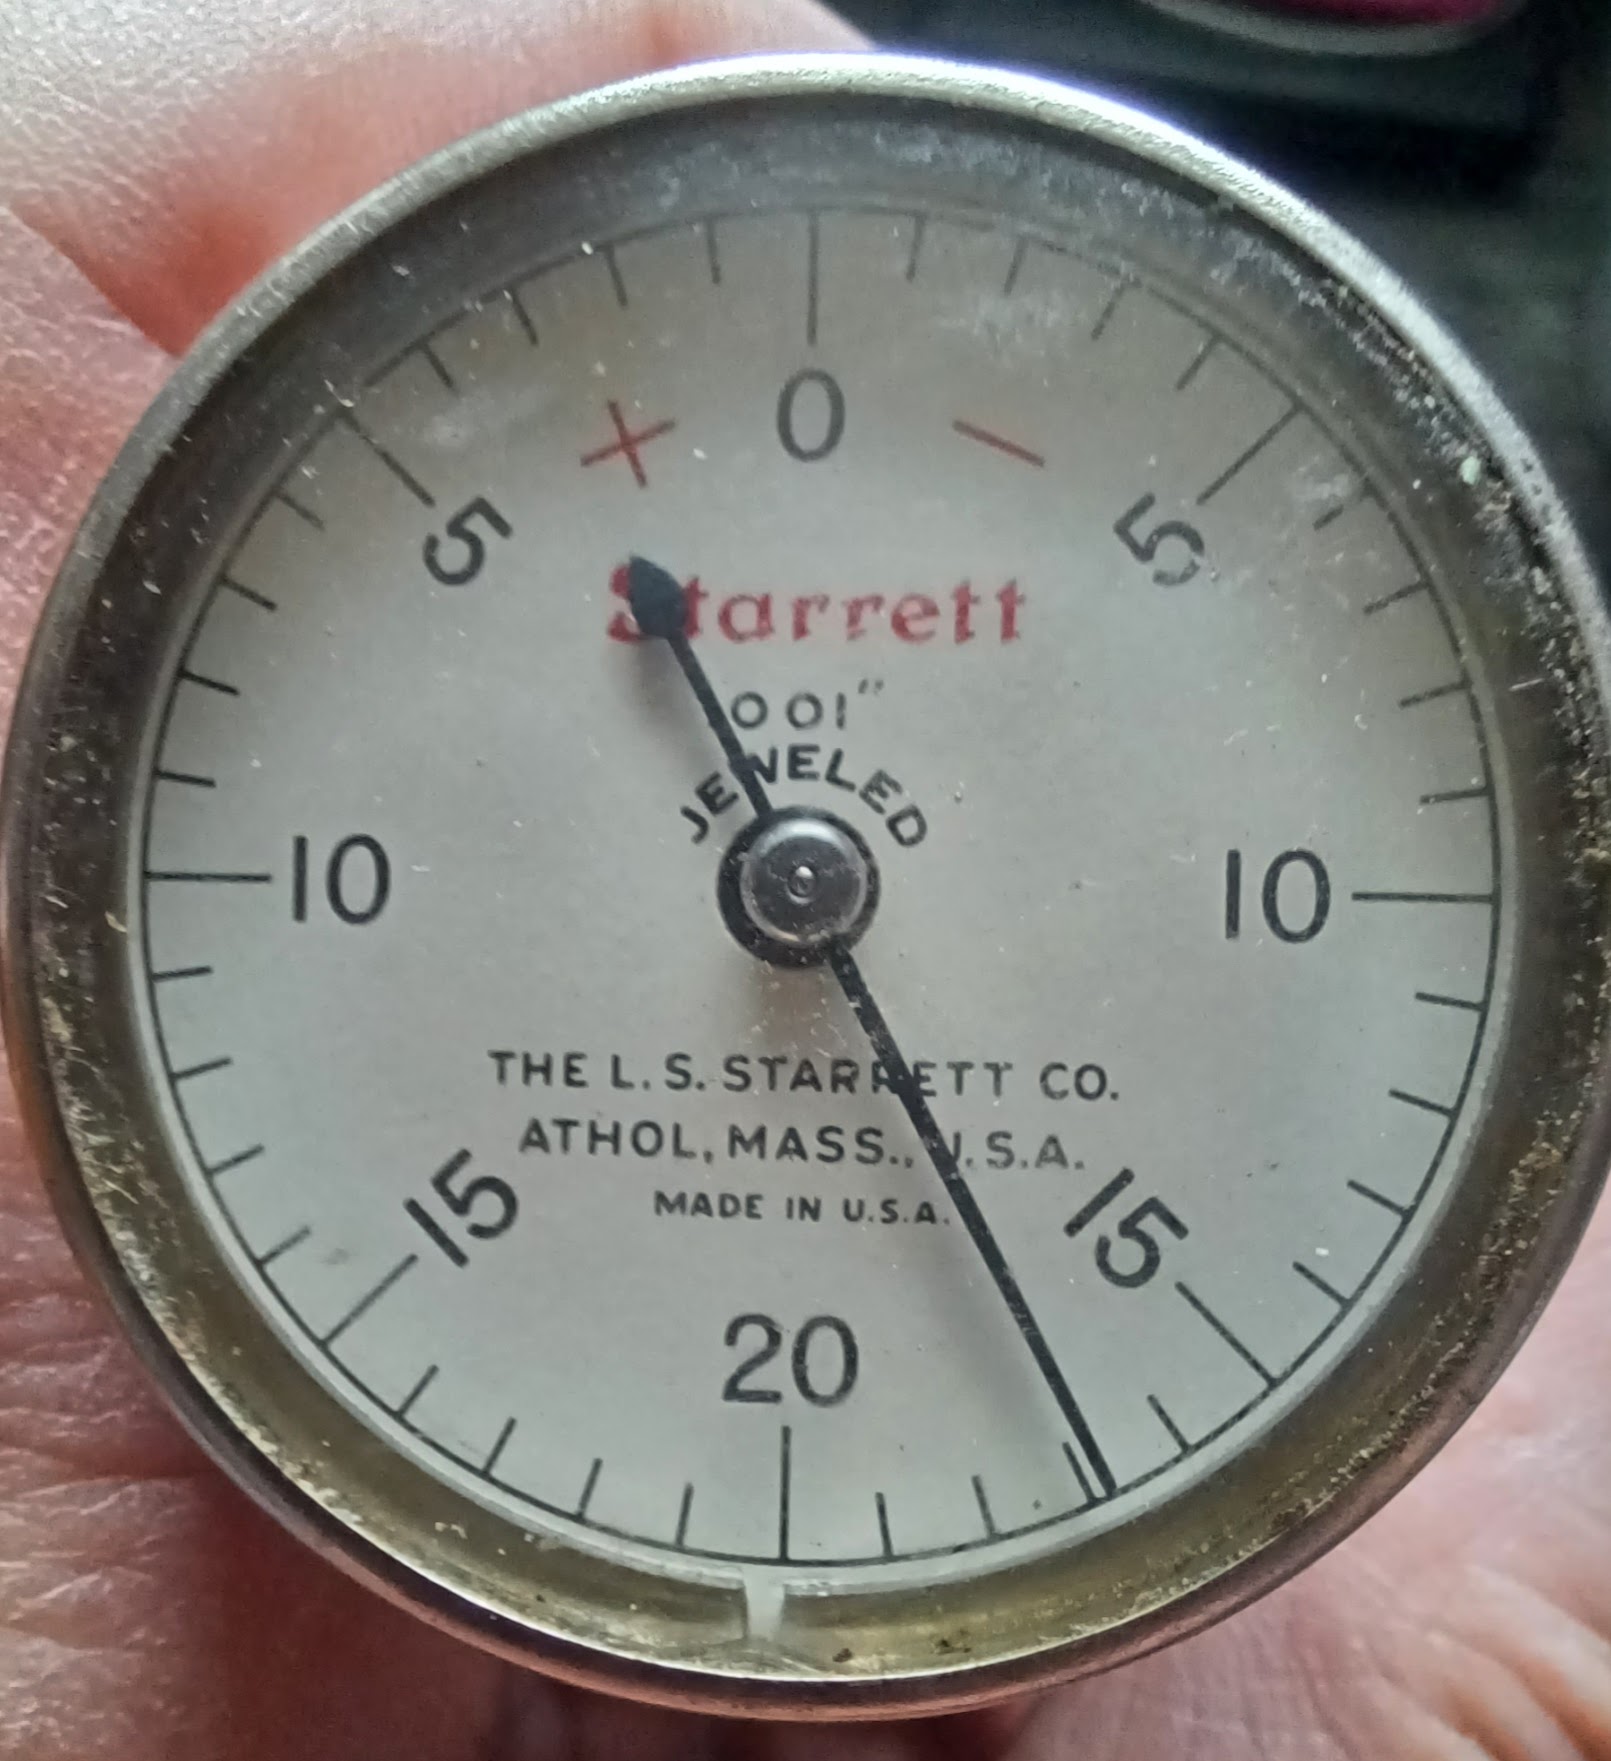 0
+ −
5 5
Starrett
001"
JEWELED
10 10
THE L. S. STARRETT CO.
ATHOL, MASS., U.S.A.
MADE IN U.S.A.
15 15
20